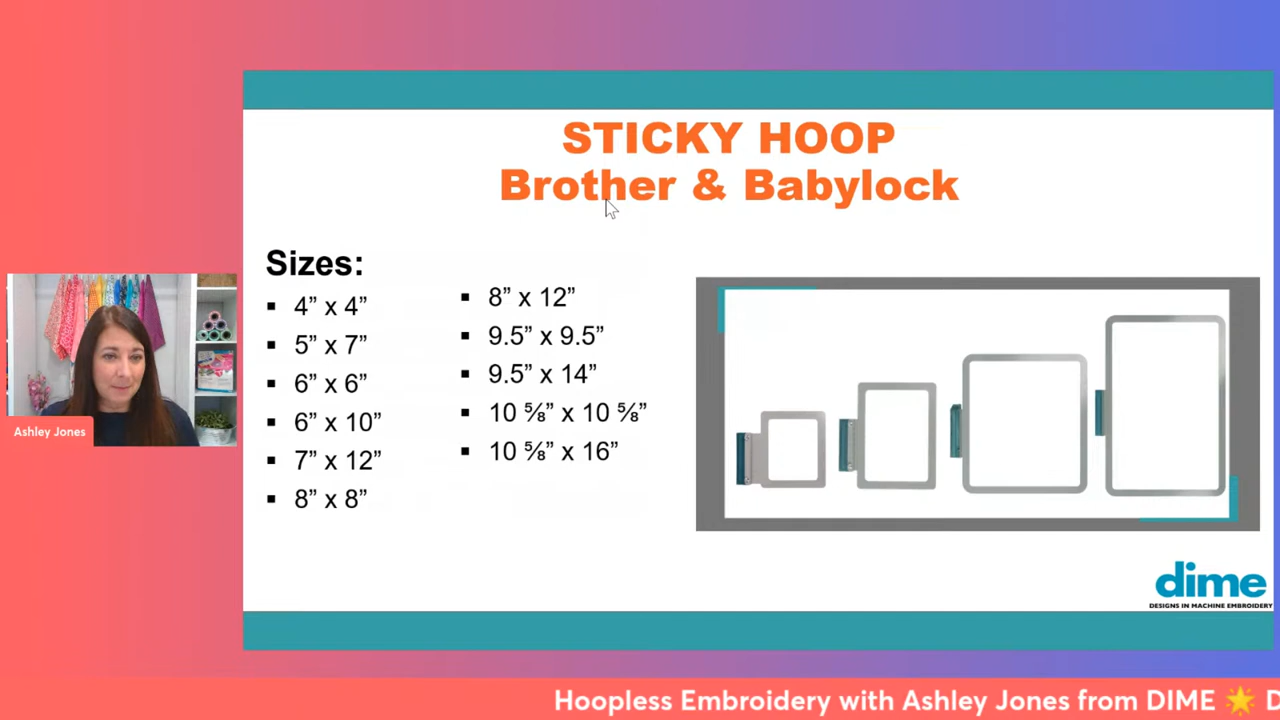 STICKY HOOP
Brother & Babylock
Sizes:
4” x 4”
5” x 7”
6” x 6”
6” x 10”
7” x 12”
8” x 8”
8” x 12”
9.5” x 9.5”
9.5” x 14”
10 ⅝” x 10 ⅝”
10 ⅝” x 16”
Ashley Jones
dime
DESIGNS IN MACHINE EMBROIDERY
Hoopless Embroidery with Ashley Jones from DIME 🌟 D